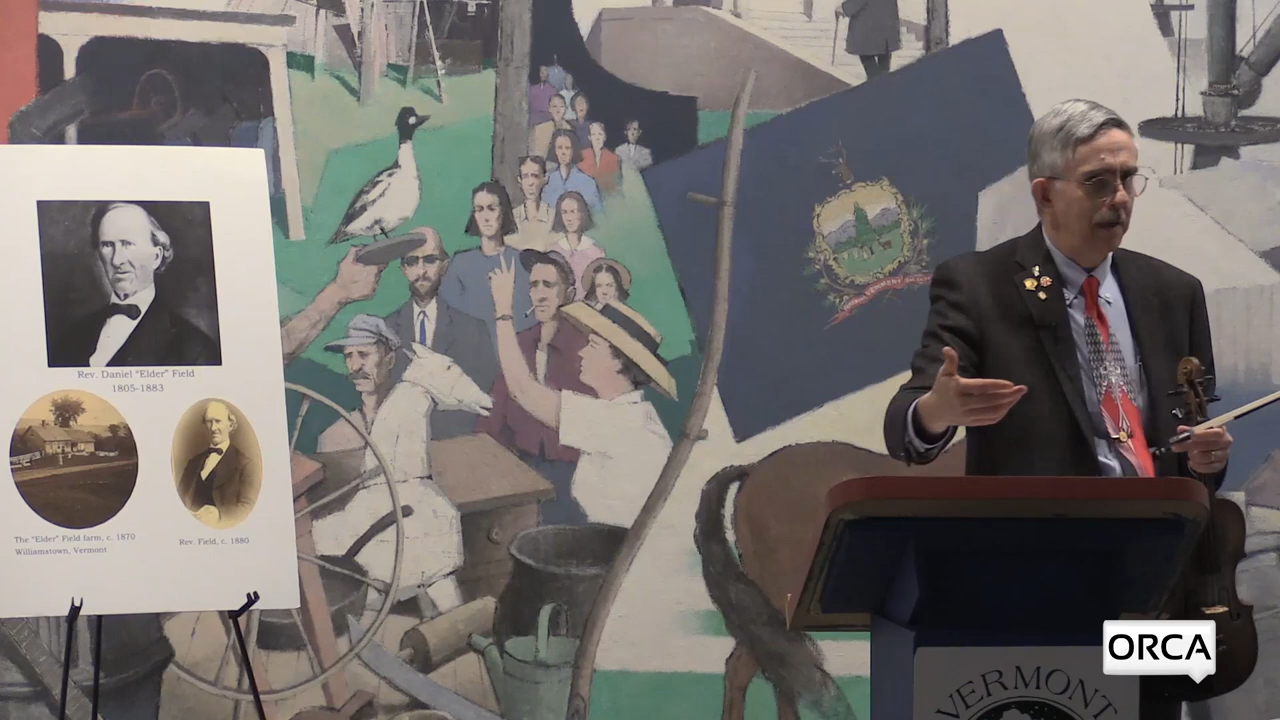 Rev. Daniel "Elder" Field
1805-1883
The "Elder" Field farm, c. 1870
Williamstown, Vermont
Rev. Field, c. 1880
ORCA
VERMONT